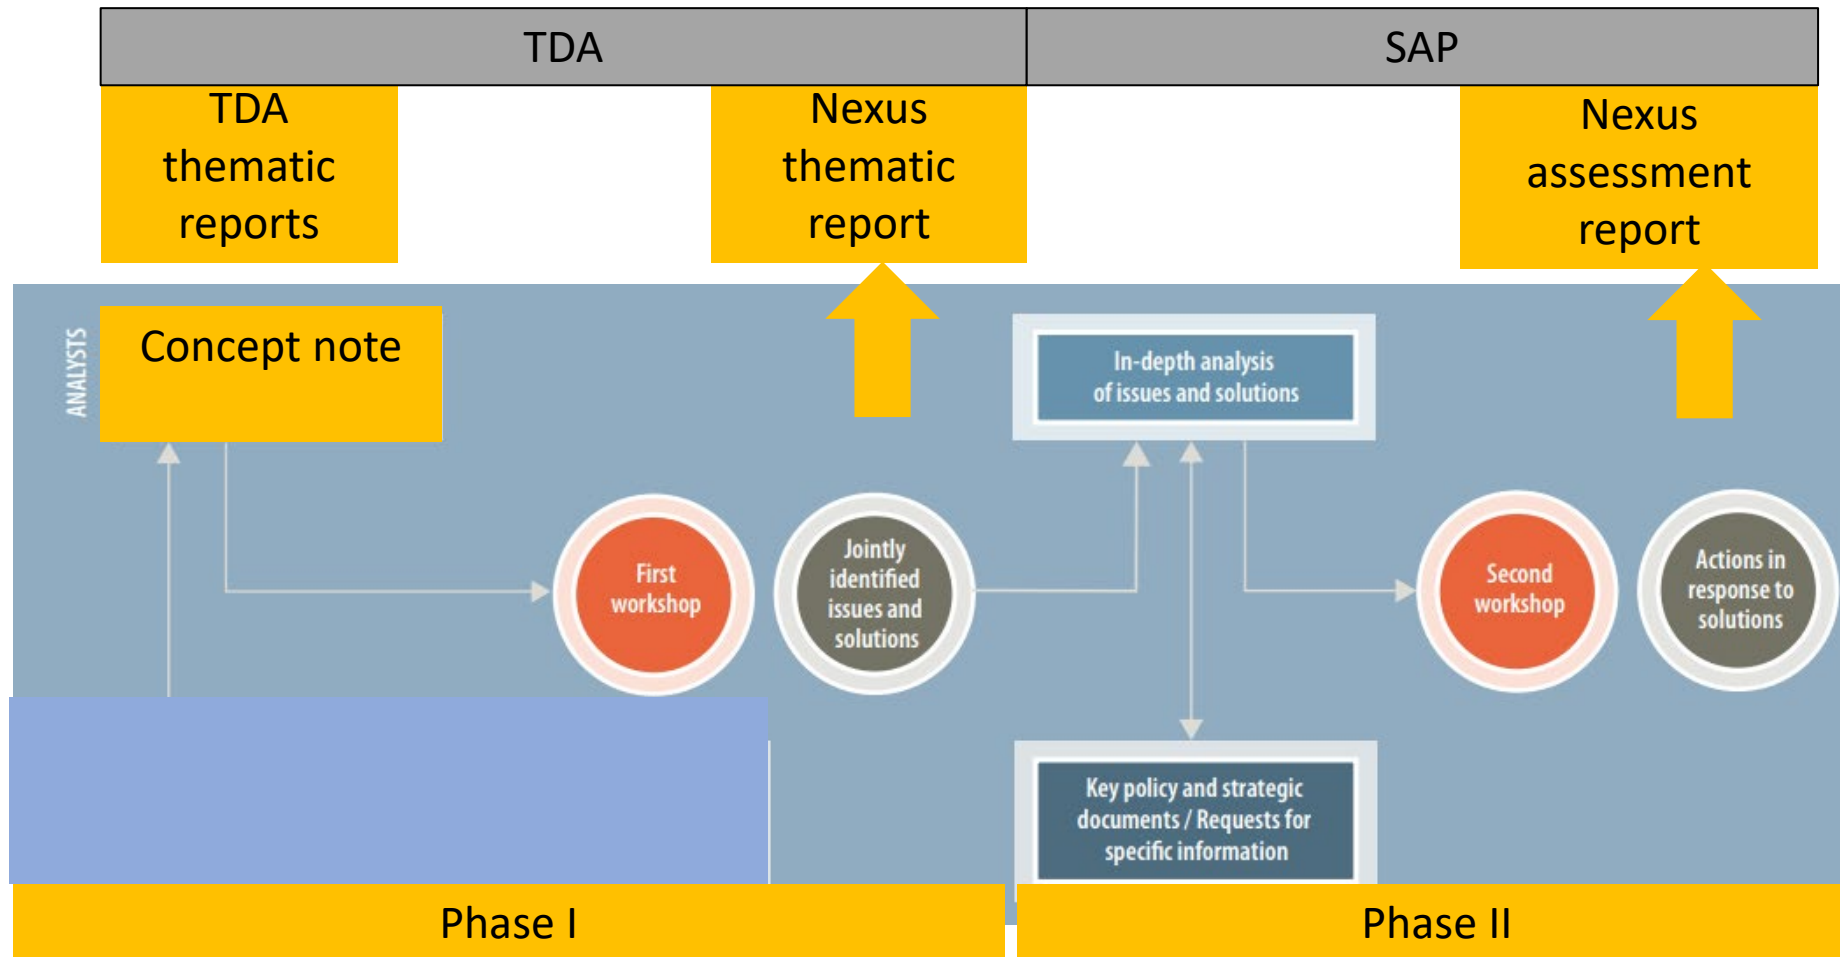 TDA
SAP
TDA
thematic
reports
Nexus
thematic
report
Nexus
assessment
report
ANALYSTS
Concept note
In-depth analysis
of issues and solutions
First
workshop
Jointly
identified
issues and
solutions
Second
workshop
Actions in
response to
solutions
Key policy and strategic
documents / Requests for
specific information
Phase I
Phase II